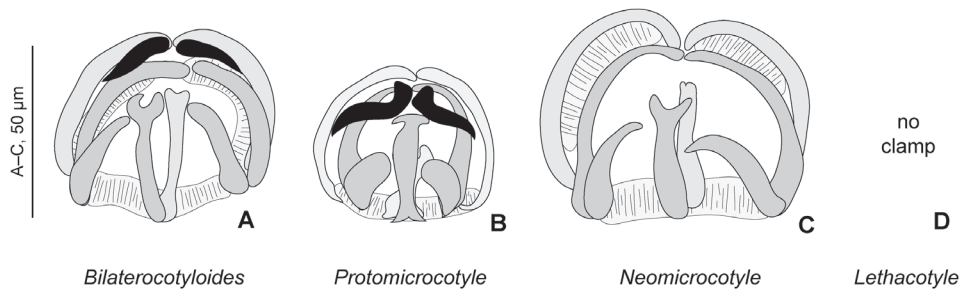 A–C, 50 µm
A
B
C
no
clamp
D
Bilaterocotyloides
Protomicrocotyle
Neomicrocotyle
Lethacotyle